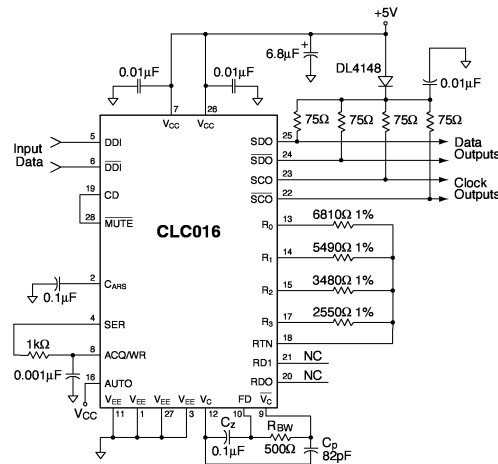 +5V
6.8μF
+
DL4148
0.01μF
0.01μF
0.01μF
7
26
VCC
VCC
75Ω
75Ω
75Ω
75Ω
Input
Data
5
DDI
6
DDI
19
CD
28
MUTE
CLC016
SDO
25
Data
Outputs
SDO
24
SCO
23
Clock
Outputs
SCO
22
R0
13
6810Ω 1%
R1
14
5490Ω 1%
R2
15
3480Ω 1%
R3
17
2550Ω 1%
RTN
18
RD1
21
NC
RDO
20
NC
2
CARS
0.1μF
4
SER
1kΩ
8
ACQ/WR
0.001μF
16
AUTO
VCC
VEE
VEE
VEE
VEE
VC
FD
VC
11
1
27
3
12
10
9
Cz
0.1μF
RBW
500Ω
Cp
82pF